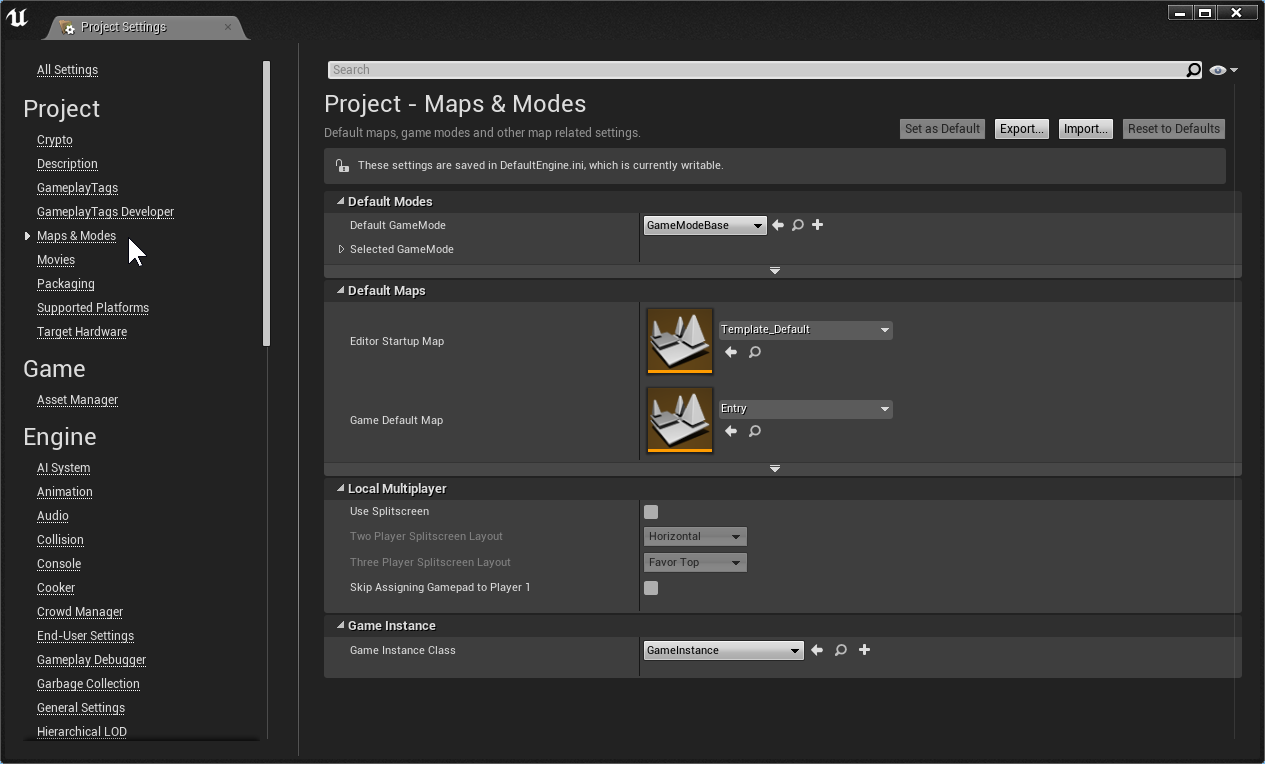 Project Settings
All Settings
Project
Crypto
Description
GameplayTags
GameplayTags Developer
Maps & Modes
Movies
Packaging
Supported Platforms
Target Hardware
Game
Asset Manager
Engine
AI System
Animation
Audio
Collision
Console
Cooker
Crowd Manager
End-User Settings
Gameplay Debugger
Garbage Collection
General Settings
Hierarchical LOD
Search
Project - Maps & Modes
Default maps, game modes and other map related settings.
Set as Default Export... Import... Reset to Defaults
These settings are saved in DefaultEngine.ini, which is currently writable.
Default Modes
Default GameMode GameModeBase
Selected GameMode
Default Maps
Editor Startup Map Template_Default
Game Default Map Entry
Local Multiplayer
Use Splitscreen
Two Player Splitscreen Layout Horizontal
Three Player Splitscreen Layout Favor Top
Skip Assigning Gamepad to Player 1
Game Instance
Game Instance Class GameInstance